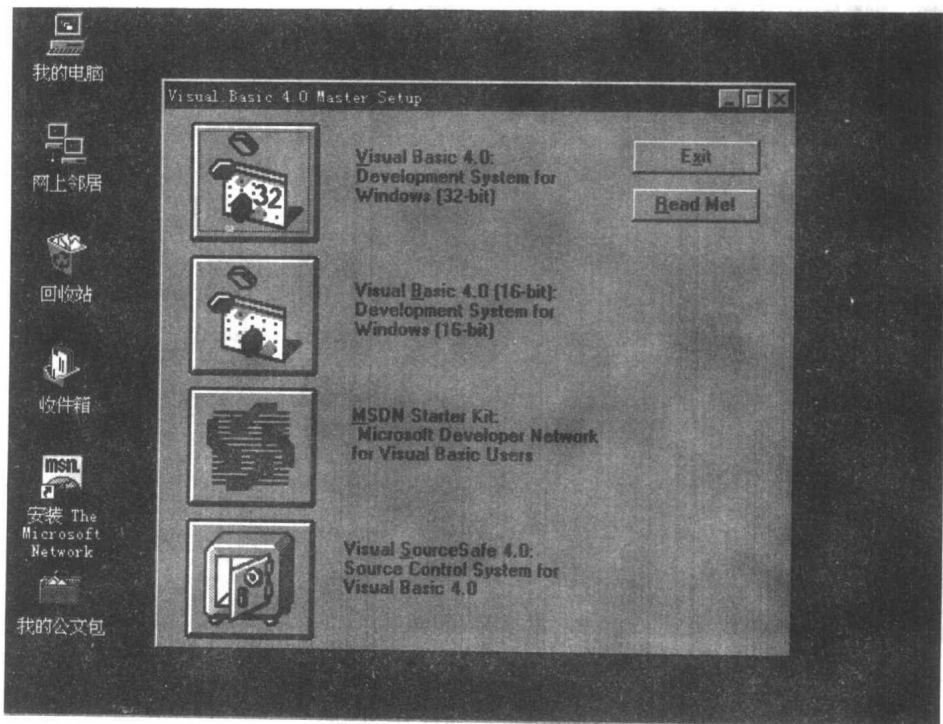 我的电脑
网上邻居
回收站
收件箱
msn.
安装 The
Microsoft
Network
我的公文包
Visual Basic 4.0 Master Setup
32
Visual Basic 4.0:
Development System for
Windows (32-bit)
Exit
Read Me!
Visual Basic 4.0 (16-bit):
Development System for
Windows (16-bit)
MSDN Starter Kit:
Microsoft Developer Network
for Visual Basic Users
Visual SourceSafe 4.0:
Source Control System for
Visual Basic 4.0